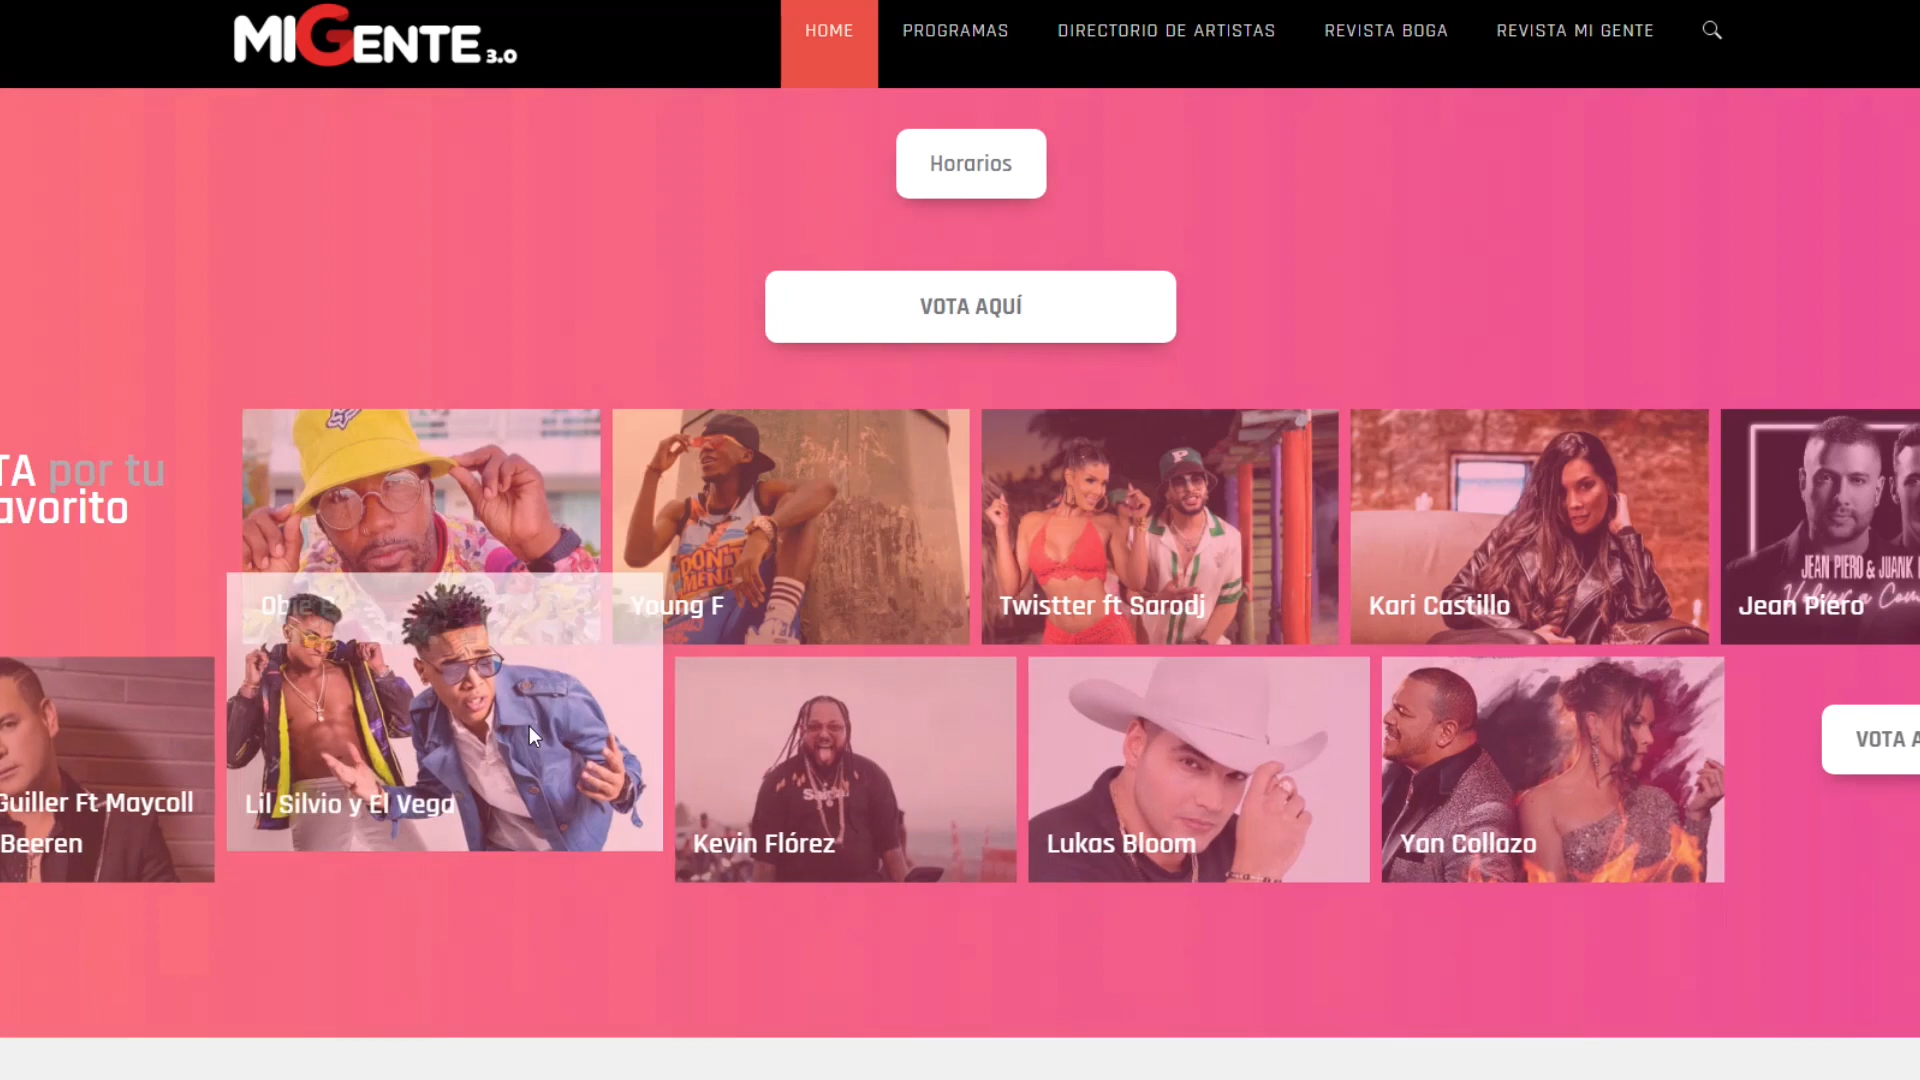 MIGENTE 3.0
HOME
PROGRAMAS
DIRECTORIO DE ARTISTAS
REVISTA BOGA
REVISTA MI GENTE
Horarios
VOTA AQUÍ
TA por tu
avorito
Young F
Twistter ft Sarodj
Kari Castillo
JEAN PIERO & JUANK
Jean Piero
DON'T
P
Guiller Ft Maycoll
Beeren
Lil Silvio y El Vega
Kevin Flórez
Lukas Bloom
Yan Collazo
VOTA A